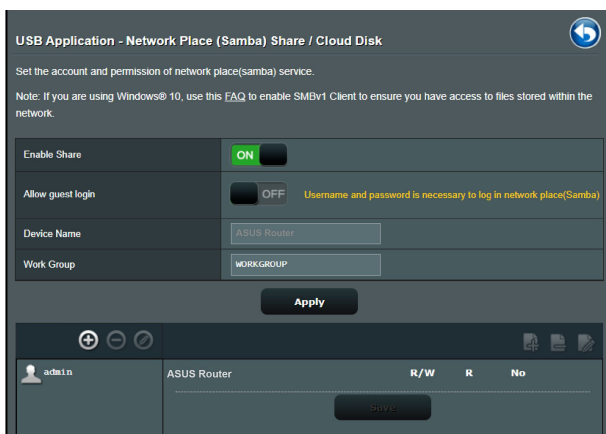 USB Application - Network Place (Samba) Share / Cloud Disk
Set the account and permission of network place(samba) service.
Note: If you are using Windows® 10, use this FAQ to enable SMBv1 Client to ensure you have access to files stored within the
network.
Enable Share ON
Allow guest login OFF Username and password is necessary to log in network place(Samba)
Device Name ASUS Router
Work Group WORKGROUP
Apply
admin ASUS Router R/W R No
Save